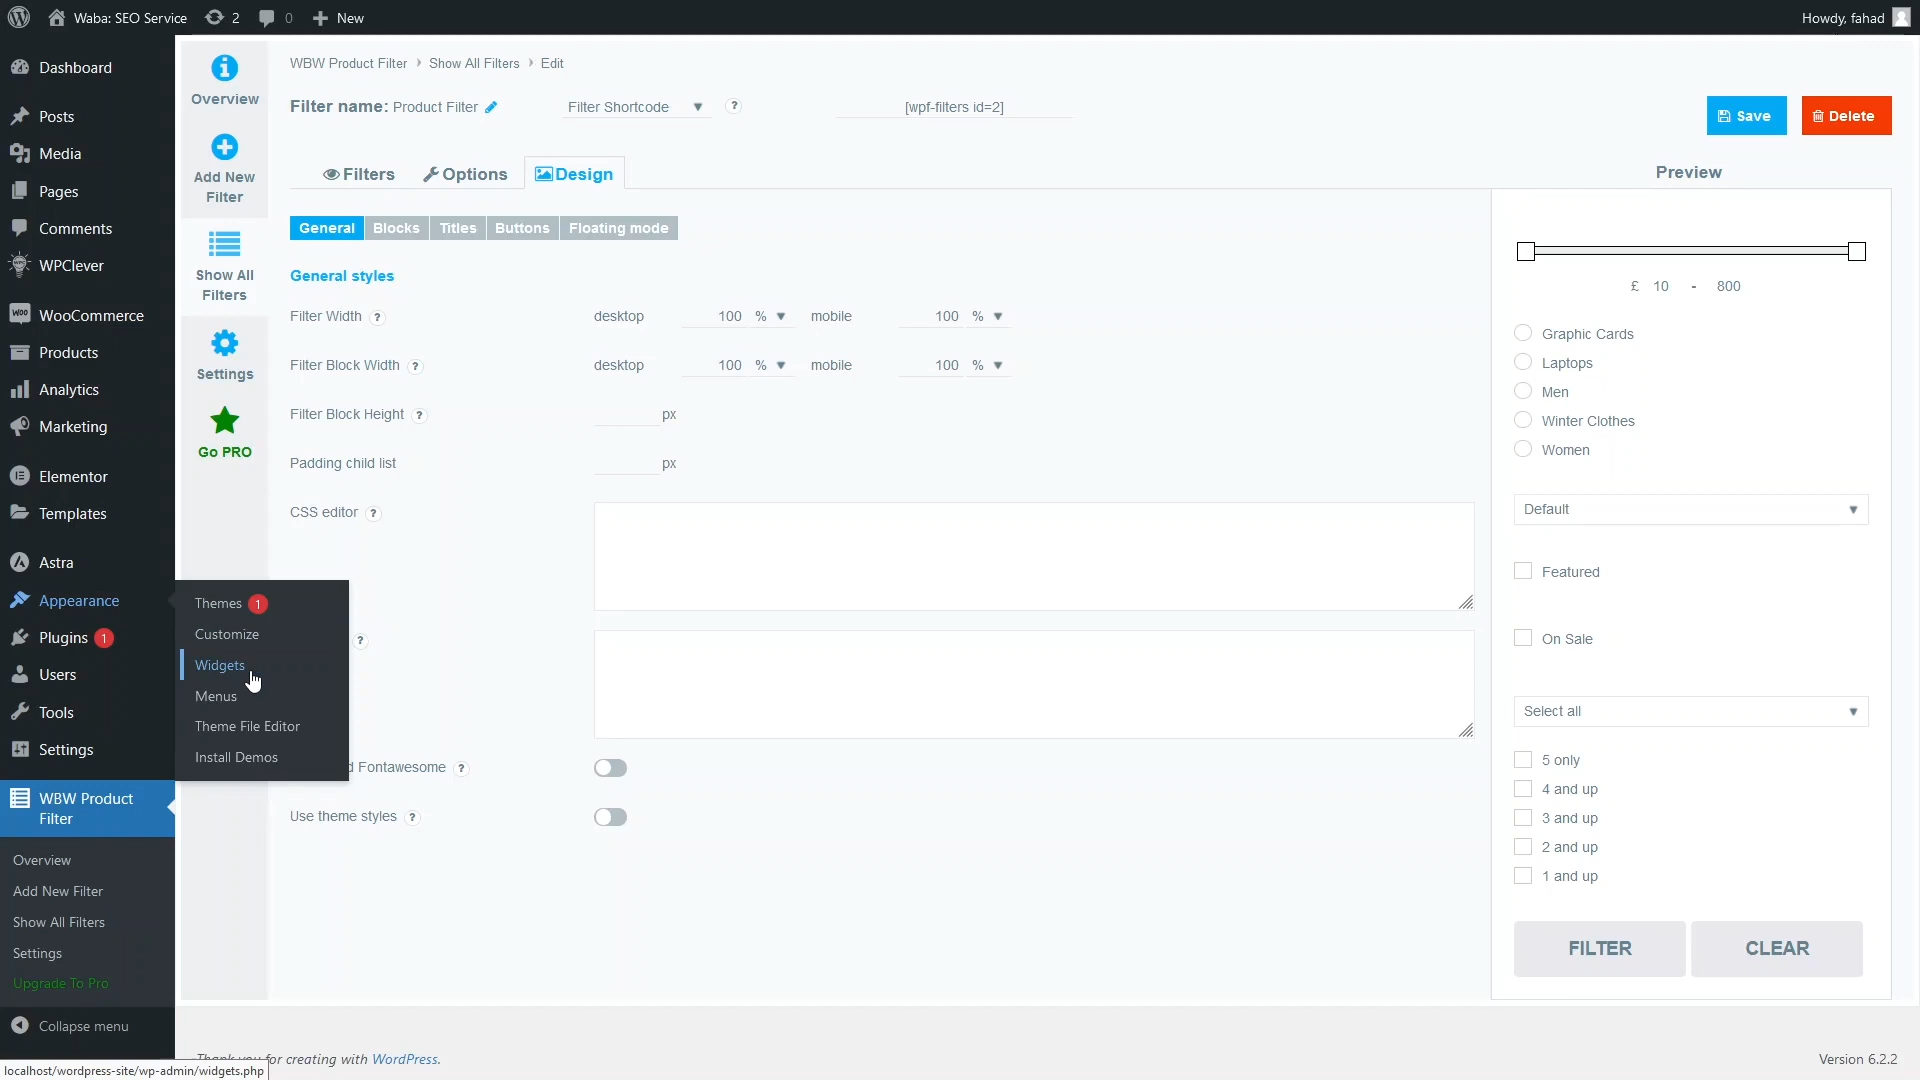 Waba: SEO Service
2
0
New
Howdy, fahad
Dashboard
Posts
Media
Pages
Comments
WPClever
WooCommerce
Products
Analytics
Marketing
Elementor
Templates
Astra
Appearance
Plugins 1
Users
Tools
Settings
WBW Product
Filter
Overview
Add New Filter
Show All Filters
Settings
Upgrade To Pro
Collapse menu
Themes 1
Customize
Widgets
Menus
Theme File Editor
Install Demos
Overview
Add New
Filter
Show All
Filters
Settings
Go PRO
WBW Product Filter › Show All Filters › Edit
Filter name: Product Filter
Filter Shortcode ▼ ?
[wpf-filters id=2]
Save
Delete
Filters
Options
Design
General
Blocks
Titles
Buttons
Floating mode
General styles
Filter Width ? desktop 100 % ▼ mobile 100 % ▼
Filter Block Width ? desktop 100 % ▼ mobile 100 % ▼
Filter Block Height ? px
Padding child list px
CSS editor ?
?
d Fontawesome ?
Use theme styles ?
Preview
£ 10 - 800
Graphic Cards
Laptops
Men
Winter Clothes
Women
Default ▼
Featured
On Sale
Select all ▼
5 only
4 and up
3 and up
2 and up
1 and up
FILTER
CLEAR
Thank you for creating with WordPress.
Version 6.2.2
localhost/wordpress-site/wp-admin/widgets.php